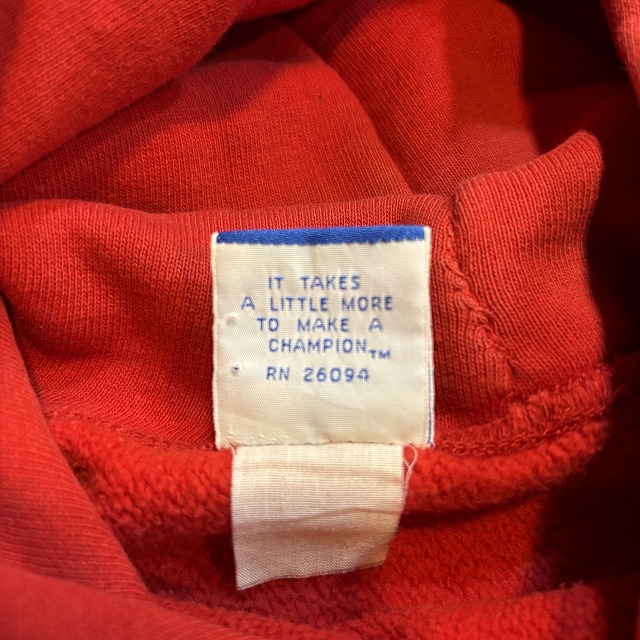 IT TAKES
A LITTLE MORE
TO MAKE A
CHAMPION™
RN 26094